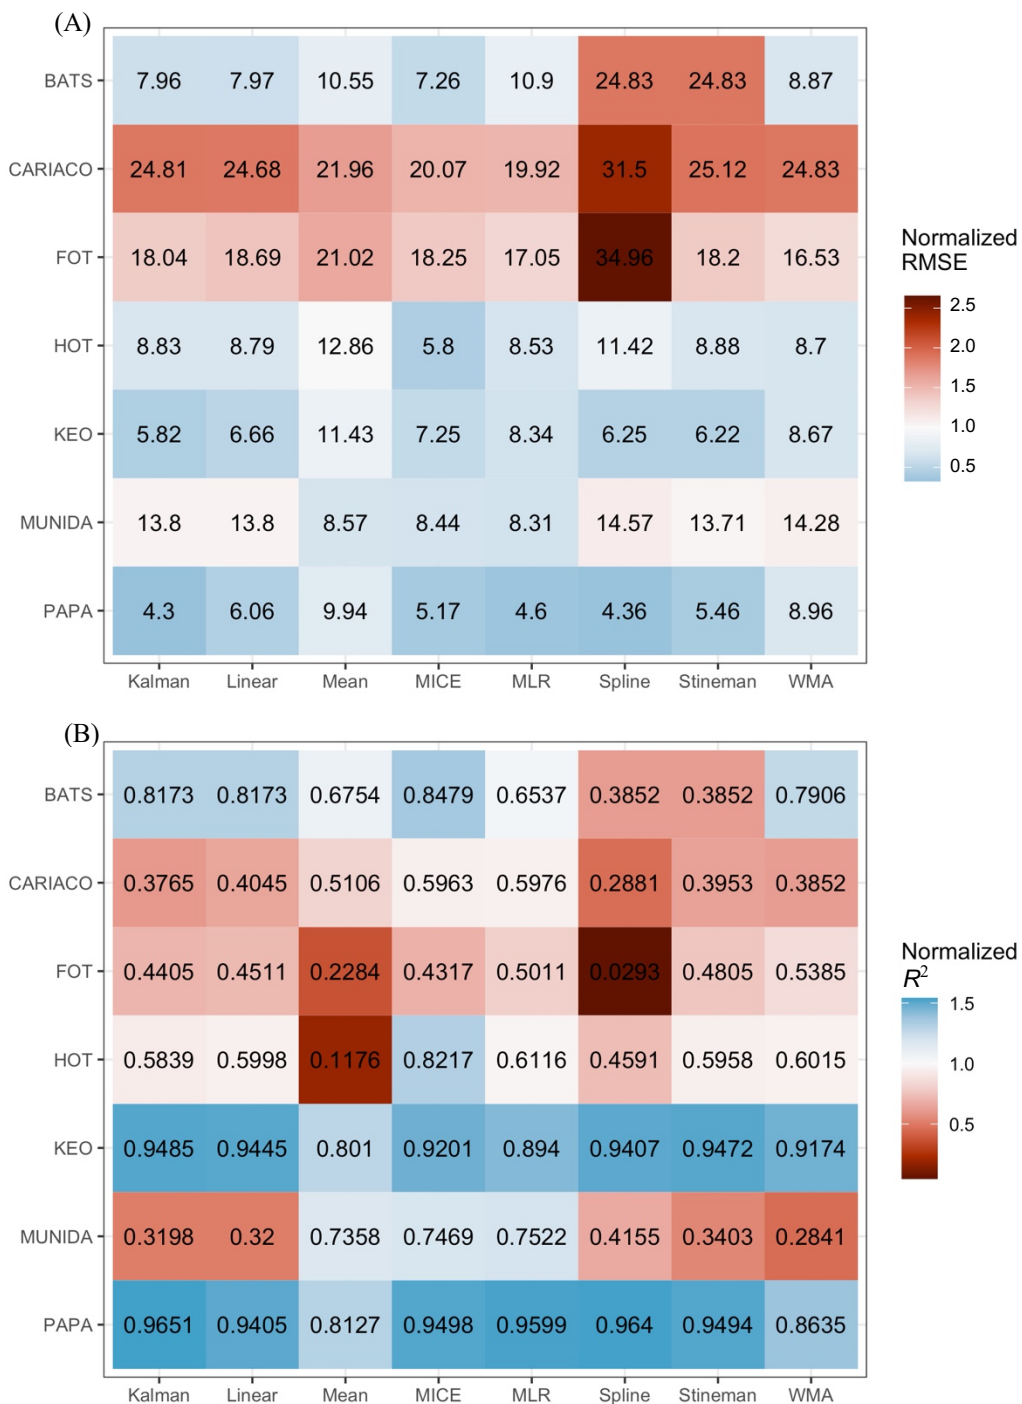 (A)
BATS 7.96 7.97 10.55 7.26 10.9 24.83 24.83 8.87
CARIACO 24.81 24.68 21.96 20.07 19.92 31.5 25.12 24.83
FOT 18.04 18.69 21.02 18.25 17.05 34.96 18.2 16.53
HOT 8.83 8.79 12.86 5.8 8.53 11.42 8.88 8.7
KEO 5.82 6.66 11.43 7.25 8.34 6.25 6.22 8.67
MUNIDA 13.8 13.8 8.57 8.44 8.31 14.57 13.71 14.28
PAPA 4.3 6.06 9.94 5.17 4.6 4.36 5.46 8.96
Kalman Linear Mean MICE MLR Spline Stineman WMA
Normalized
RMSE
2.5
2.0
1.5
1.0
0.5
(B)
BATS 0.8173 0.8173 0.6754 0.8479 0.6537 0.3852 0.3852 0.7906
CARIACO 0.3765 0.4045 0.5106 0.5963 0.5976 0.2881 0.3953 0.3852
FOT 0.4405 0.4511 0.2284 0.4317 0.5011 0.0293 0.4805 0.5385
HOT 0.5839 0.5998 0.1176 0.8217 0.6116 0.4591 0.5958 0.6015
KEO 0.9485 0.9445 0.801 0.9201 0.894 0.9407 0.9472 0.9174
MUNIDA 0.3198 0.32 0.7358 0.7469 0.7522 0.4155 0.3403 0.2841
PAPA 0.9651 0.9405 0.8127 0.9498 0.9599 0.964 0.9494 0.8635
Kalman Linear Mean MICE MLR Spline Stineman WMA
Normalized
R²
1.5
1.0
0.5